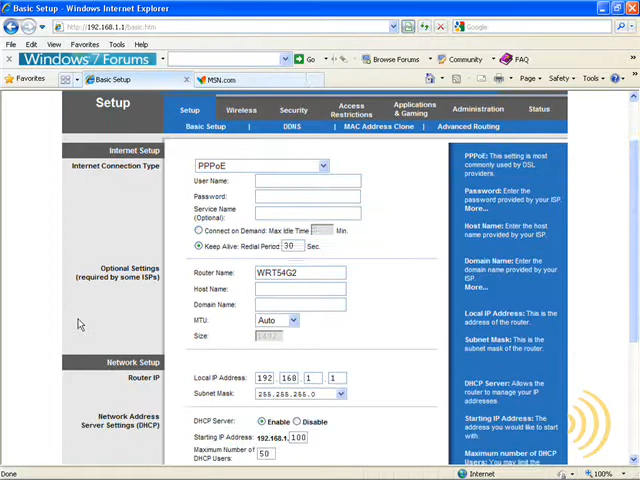 Basic Setup - Windows Internet Explorer
http://192.168.1.1/basic.htm
Google
File Edit View Favorites Tools Help
Windows 7 Forums Go Browse Forums Community FAQ
Favorites Basic Setup MSN.com Page Safety Tools
Setup
Setup Wireless Security Access Restrictions Applications & Gaming Administration Status
Basic Setup | DDNS | MAC Address Clone | Advanced Routing
Internet Setup
Internet Connection Type
PPPoE
User Name:
Password:
Service Name
(Optional):
Connect on Demand: Max Idle Time Min.
Keep Alive: Redial Period 30 Sec.
Optional Settings
(required by some ISPs)
Router Name: WRT54G2
Host Name:
Domain Name:
MTU: Auto
Size: 1492
Network Setup
Router IP
Local IP Address: 192 . 168 . 1 . 1
Subnet Mask: 255.255.255.0
Network Address
Server Settings (DHCP)
DHCP Server: Enable Disable
Starting IP Address: 192.168.1. 100
Maximum Number of
DHCP Users: 50
PPPoE: This setting is most
commonly used by DSL
providers.
Password: Enter the
password provided by your
ISP.
More...
Host Name: Enter the host
name provided by your ISP.
Domain Name: Enter the
domain name provided by
your ISP.
More...
Local IP Address: This is the
address of the router.
Subnet Mask: This is the
subnet mask of the router.
DHCP Server: Allows the
router to manage your IP
addresses.
Starting IP Address: The
address you would like to start
with.
Maximum number of DHCP
Done Internet 100%